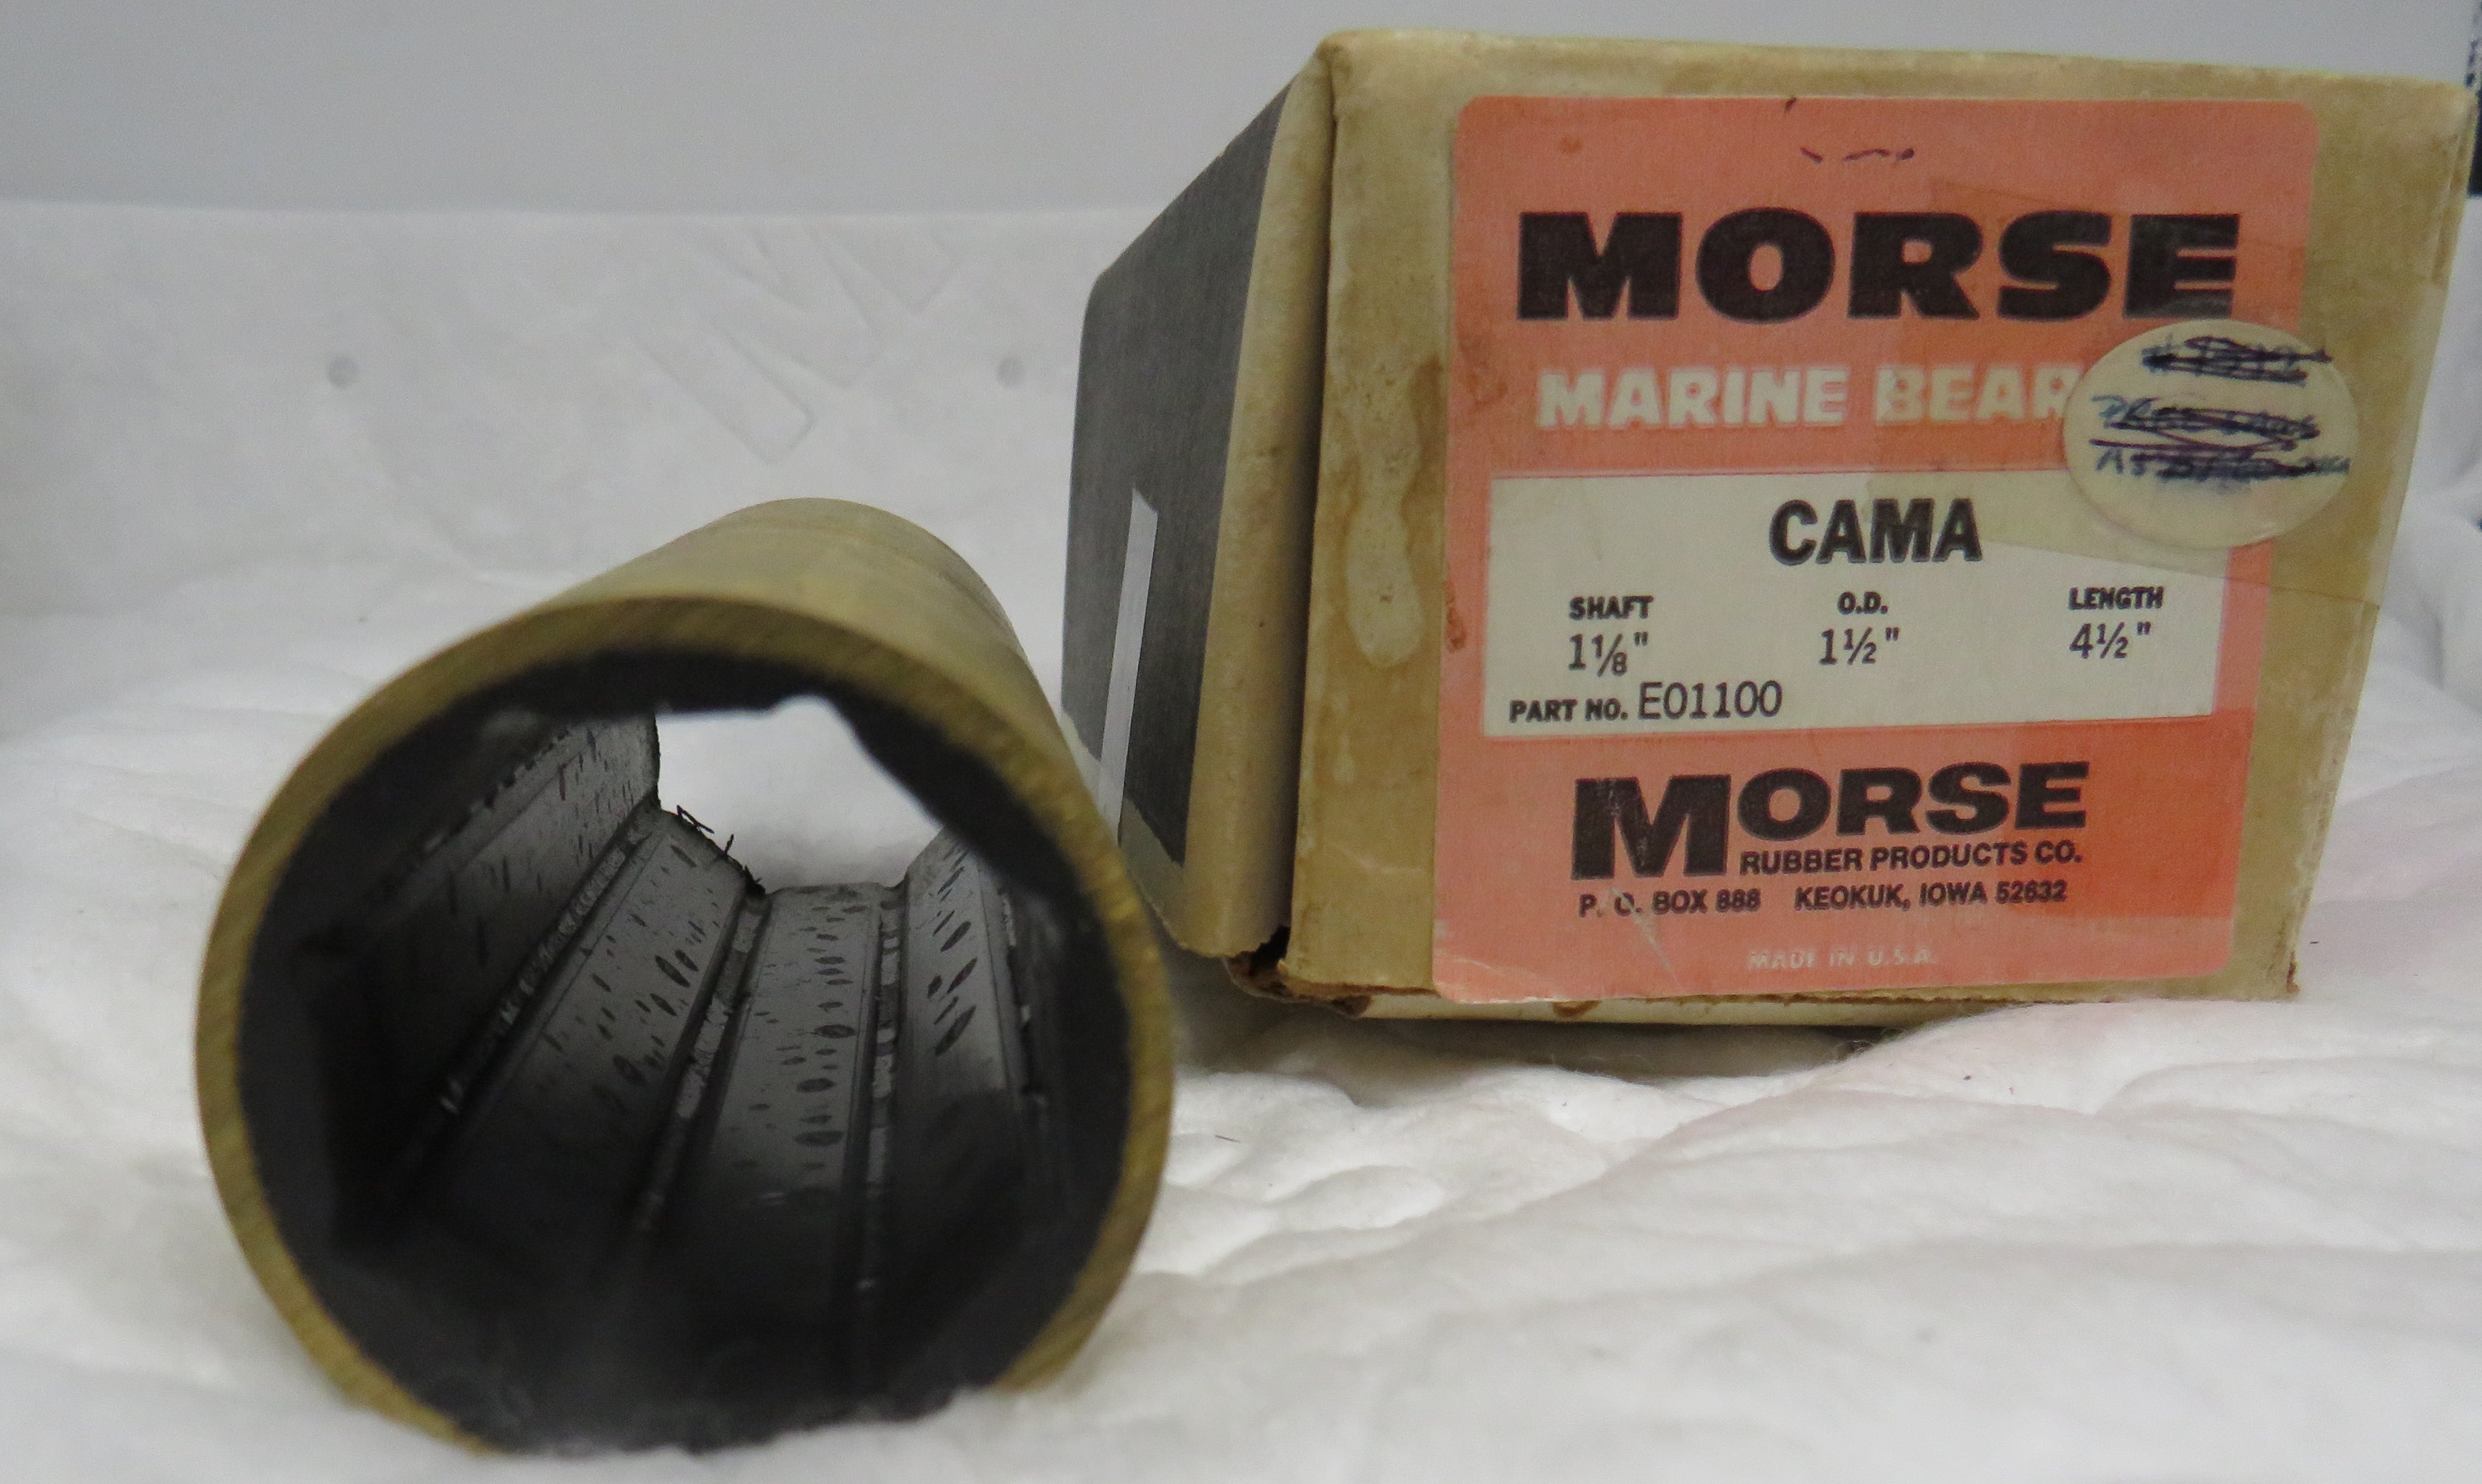 MORSE
MARINE BEAR
CAMA
SHAFT O.D. LENGTH
1⅛" 1½" 4½"
PART NO. E01100
MORSE
RUBBER PRODUCTS CO.
P. O. BOX 888 KEOKUK, IOWA 52632
MADE IN U.S.A.